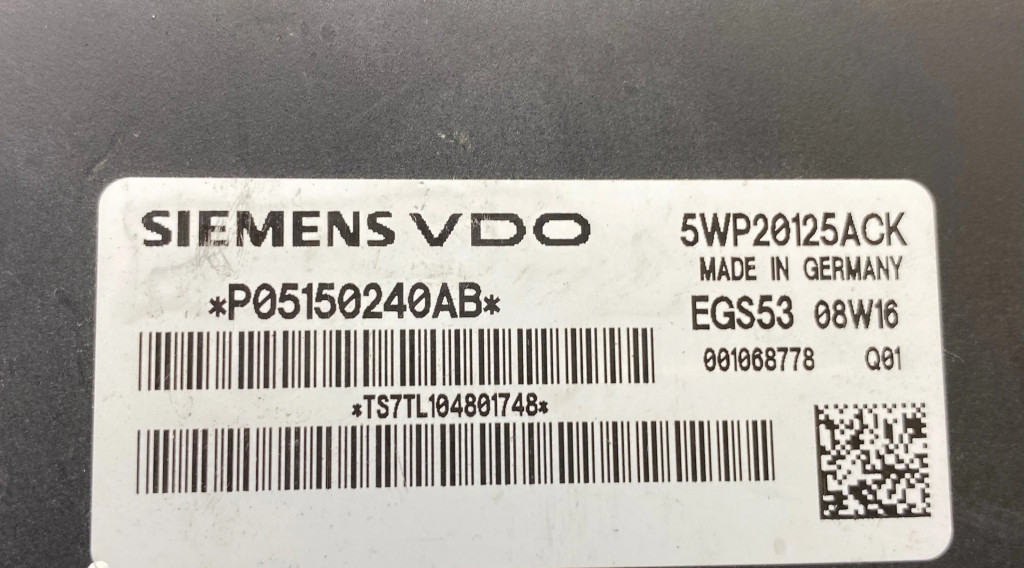 SIEMENS VDO 5WP20125ACK
MADE IN GERMANY
*P05150240AB* EGS53 08W16
001068778 Q01
*TS7TL104801748*